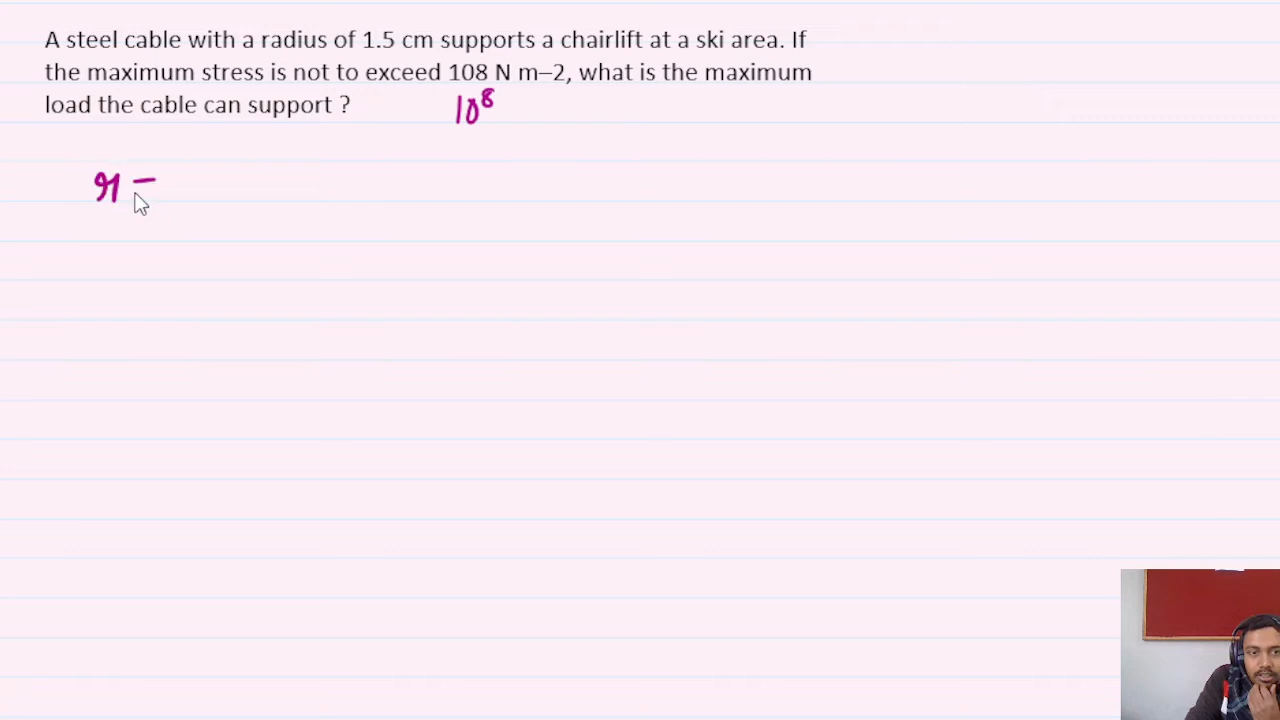 A steel cable with a radius of 1.5 cm supports a chairlift at a ski area. If
the maximum stress is not to exceed 108 N m–2, what is the maximum
load the cable can support ?
10⁸
r =